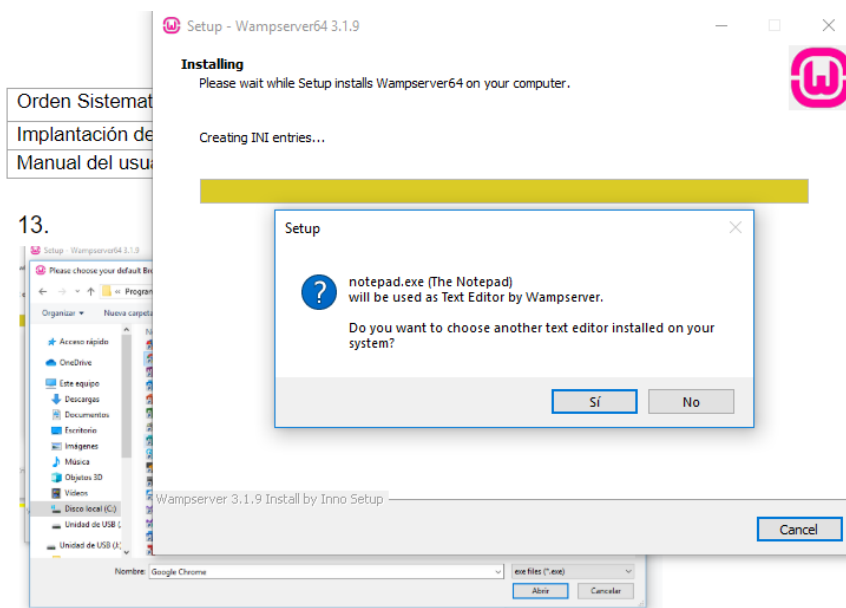 Setup - Wampserver64 3.1.9
Installing
Please wait while Setup installs Wampserver64 on your computer.
Orden Sistemat
Implantación de
Manual del usua
Creating INI entries...
13.
Setup
notepad.exe (The Notepad)
will be used as Text Editor by Wampserver.
Do you want to choose another text editor installed on your
system?
Sí
No
Setup - Wampserver64 3.1.9
Please choose your default Br
« Program
Organizar
Nueva carpeta
Acceso rápido
OneDrive
Este equipo
Descargas
Documentos
Escritorio
Imágenes
Música
Objetos 3D
Vídeos
Disco local (C:)
Unidad de USB (
Unidad de USB (
Wampserver 3.1.9 Install by Inno Setup
Cancel
Nombre: Google Chrome
exe files (*.exe)
Abrir
Cancelar